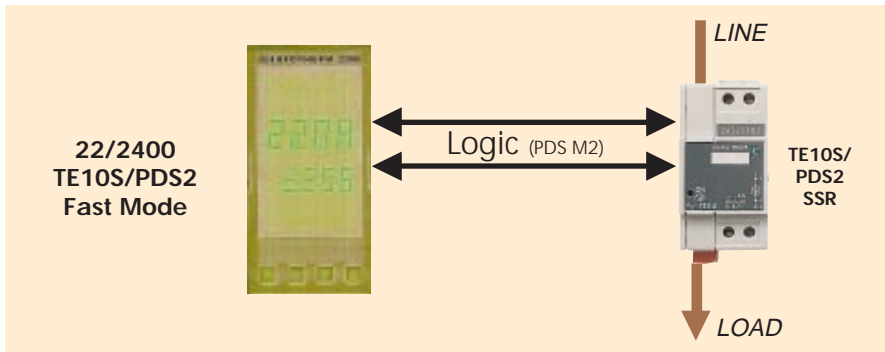 LINE
22/2400
TE10S/PDS2
Fast Mode
Logic (PDS M2)
TE10S/
PDS2
SSR
LOAD